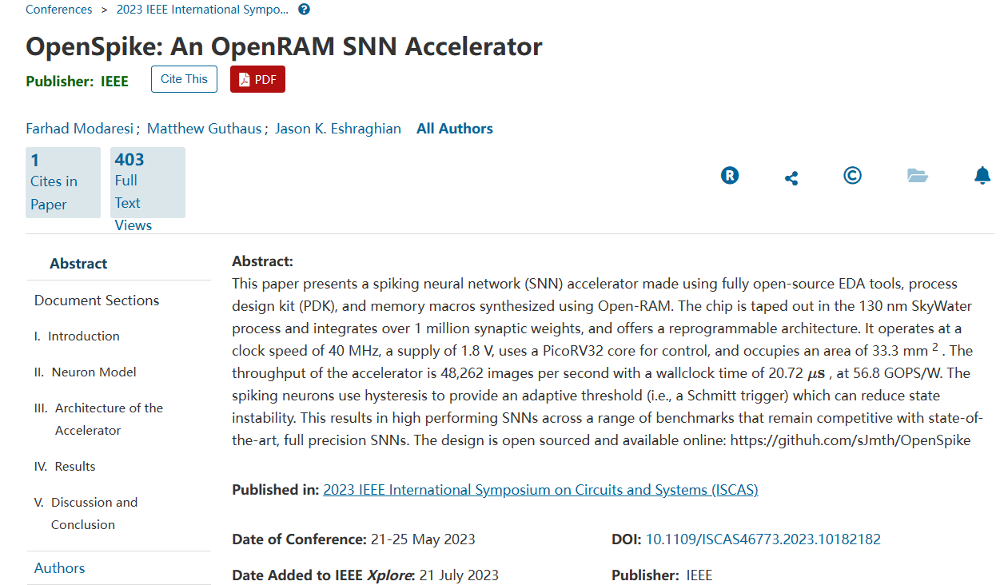 Conferences > 2023 IEEE International Sympo... ?
OpenSpike: An OpenRAM SNN Accelerator
Publisher: IEEE Cite This PDF
Farhad Modaresi ; Matthew Guthaus ; Jason K. Eshraghian All Authors
1
Cites in
Paper
403
Full
Text
Views
R
©
Abstract
Document Sections
I. Introduction
II. Neuron Model
III. Architecture of the
Accelerator
IV. Results
V. Discussion and
Conclusion
Authors
Abstract:
This paper presents a spiking neural network (SNN) accelerator made using fully open-source EDA tools, process
design kit (PDK), and memory macros synthesized using Open-RAM. The chip is taped out in the 130 nm SkyWater
process and integrates over 1 million synaptic weights, and offers a reprogrammable architecture. It operates at a
clock speed of 40 MHz, a supply of 1.8 V, uses a PicoRV32 core for control, and occupies an area of 33.3 mm 2 . The
throughput of the accelerator is 48,262 images per second with a wallclock time of 20.72 μs , at 56.8 GOPS/W. The
spiking neurons use hysteresis to provide an adaptive threshold (i.e., a Schmitt trigger) which can reduce state
instability. This results in high performing SNNs across a range of benchmarks that remain competitive with state-of-
the-art, full precision SNNs. The design is open sourced and available online: https://githuh.com/sJmth/OpenSpike
Published in: 2023 IEEE International Symposium on Circuits and Systems (ISCAS)
Date of Conference: 21-25 May 2023
DOI: 10.1109/ISCAS46773.2023.10182182
Date Added to IEEE Xplore: 21 July 2023
Publisher: IEEE